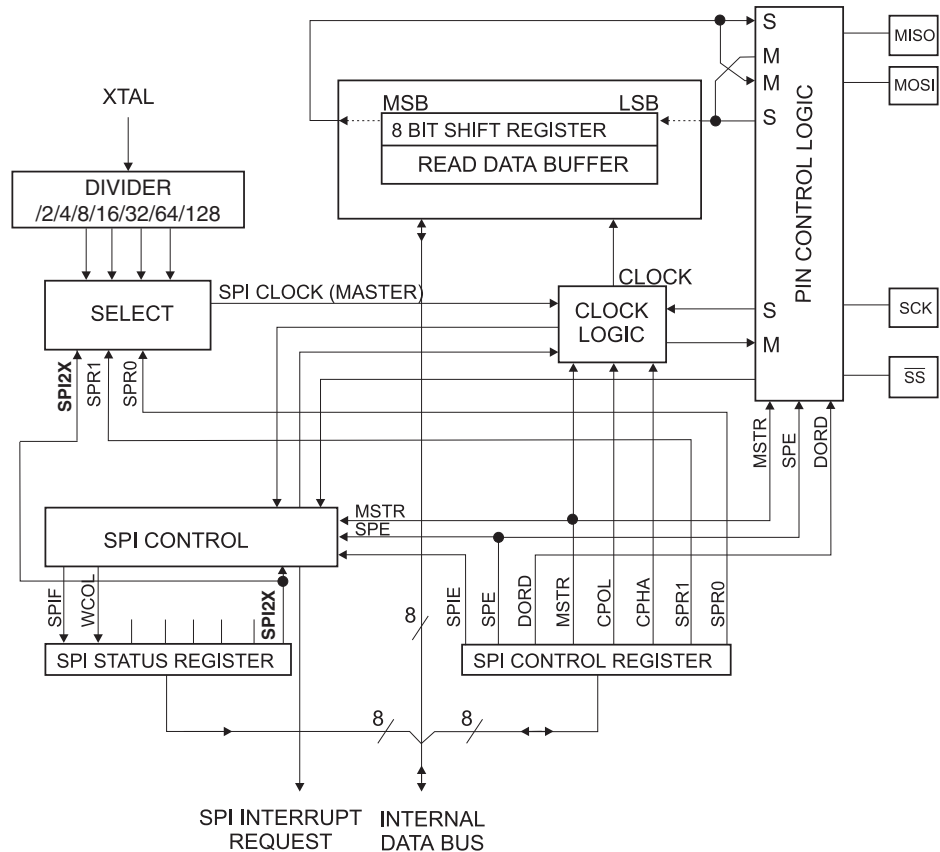 S
M
M
S
MISO
MOSI
XTAL
MSB
LSB
8 BIT SHIFT REGISTER
READ DATA BUFFER
DIVIDER
/2/4/8/16/32/64/128
PIN CONTROL LOGIC
SPI CLOCK (MASTER)
CLOCK
SELECT
CLOCK
LOGIC
S
M
SCK
SS
SPI2X
SPR1
SPR0
MSTR
SPE
DORD
SPI CONTROL
MSTR
SPE
SPIF
WCOL
SPI2X
8
SPIE
SPE
DORD
MSTR
CPOL
CPHA
SPR1
SPR0
SPI STATUS REGISTER
SPI CONTROL REGISTER
8
8
SPI INTERRUPT
REQUEST
INTERNAL
DATA BUS